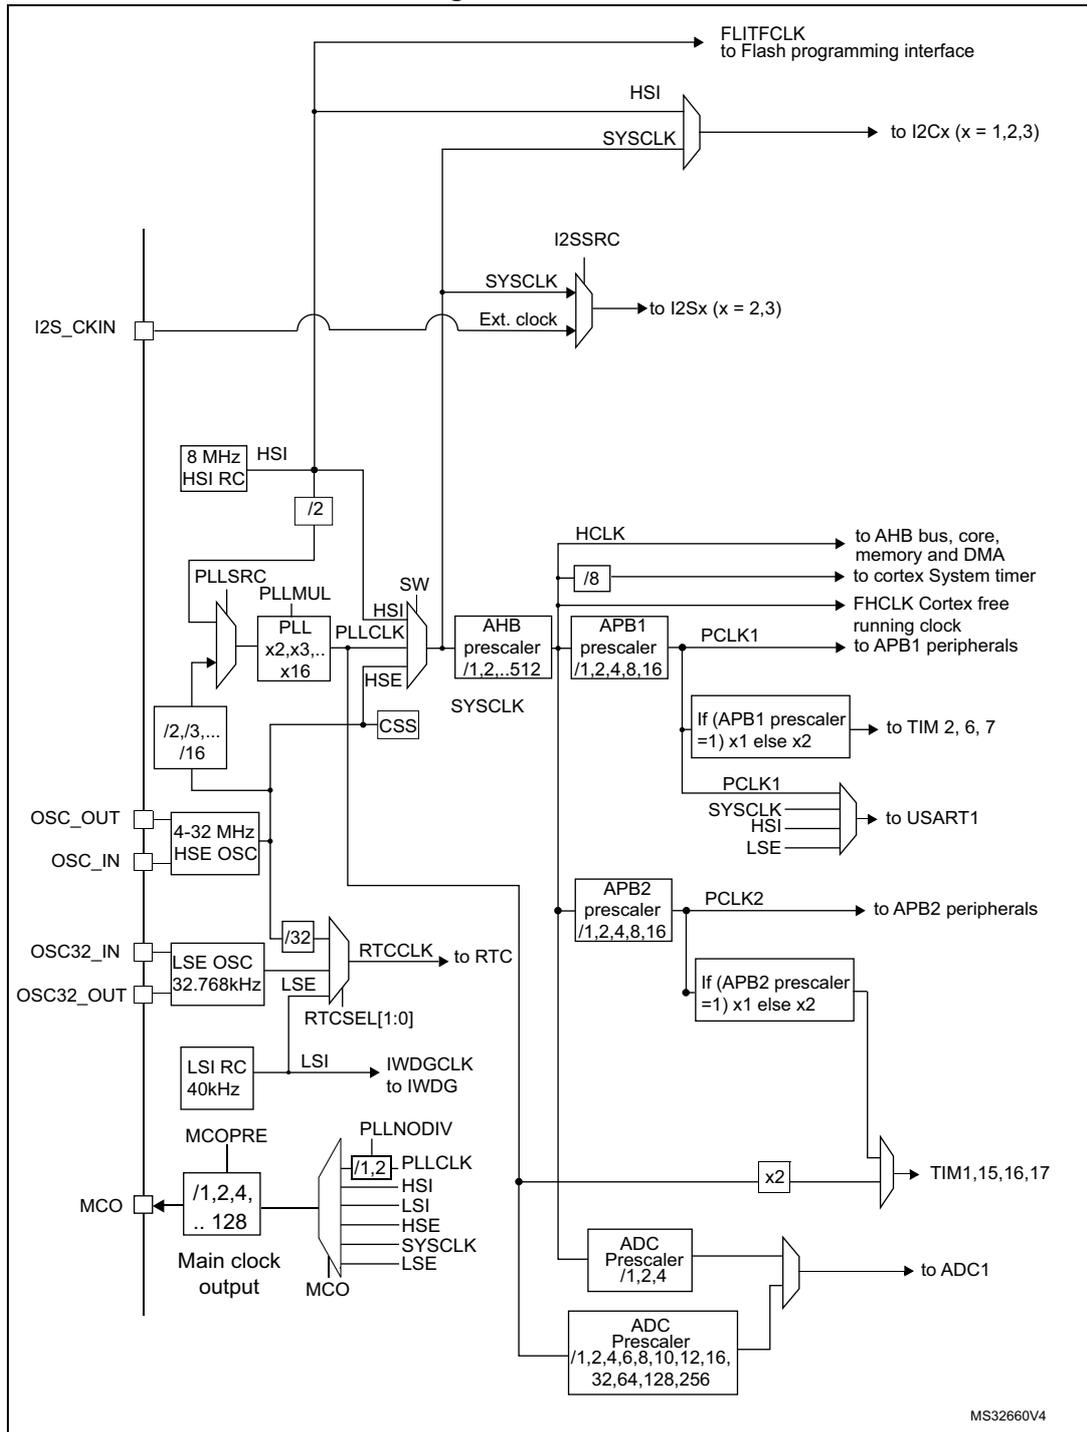 FLITFCLK
to Flash programming interface
HSI
to I2Cx (x = 1,2,3)
SYSCLK
I2SSRC
SYSCLK
to I2Sx (x = 2,3)
I2S_CKIN
Ext. clock
8 MHz
HSI RC
HSI
/2
HCLK
to AHB bus, core,
memory and DMA
/8
to cortex System timer
PLLSRC
PLLMUL
SW
HSI
FHCLK Cortex free
running clock
PLL
x2,x3,..
x16
PLLCLK
AHB
prescaler
/1,2,..512
APB1
prescaler
/1,2,4,8,16
PCLK1
to APB1 peripherals
HSE
SYSCLK
/2,/3,...
/16
CSS
If (APB1 prescaler
=1) x1 else x2
to TIM 2, 6, 7
PCLK1
SYSCLK
HSI
LSE
to USART1
OSC_OUT
OSC_IN
4-32 MHz
HSE OSC
APB2
prescaler
/1,2,4,8,16
PCLK2
to APB2 peripherals
/32
OSC32_IN
OSC32_OUT
LSE OSC
32.768kHz
RTCCLK
to RTC
LSE
RTCSEL[1:0]
If (APB2 prescaler
=1) x1 else x2
LSI RC
40kHz
LSI
IWDGCLK
to IWDG
PLLNODIV
MCOPRE
/1,2
PLLCLK
HSI
LSI
HSE
SYSCLK
LSE
MCO
/1,2,4,
.. 128
Main clock
output
MCO
x2
TIM1,15,16,17
ADC
Prescaler
/1,2,4
to ADC1
ADC
Prescaler
/1,2,4,6,8,10,12,16,
32,64,128,256
MS32660V4